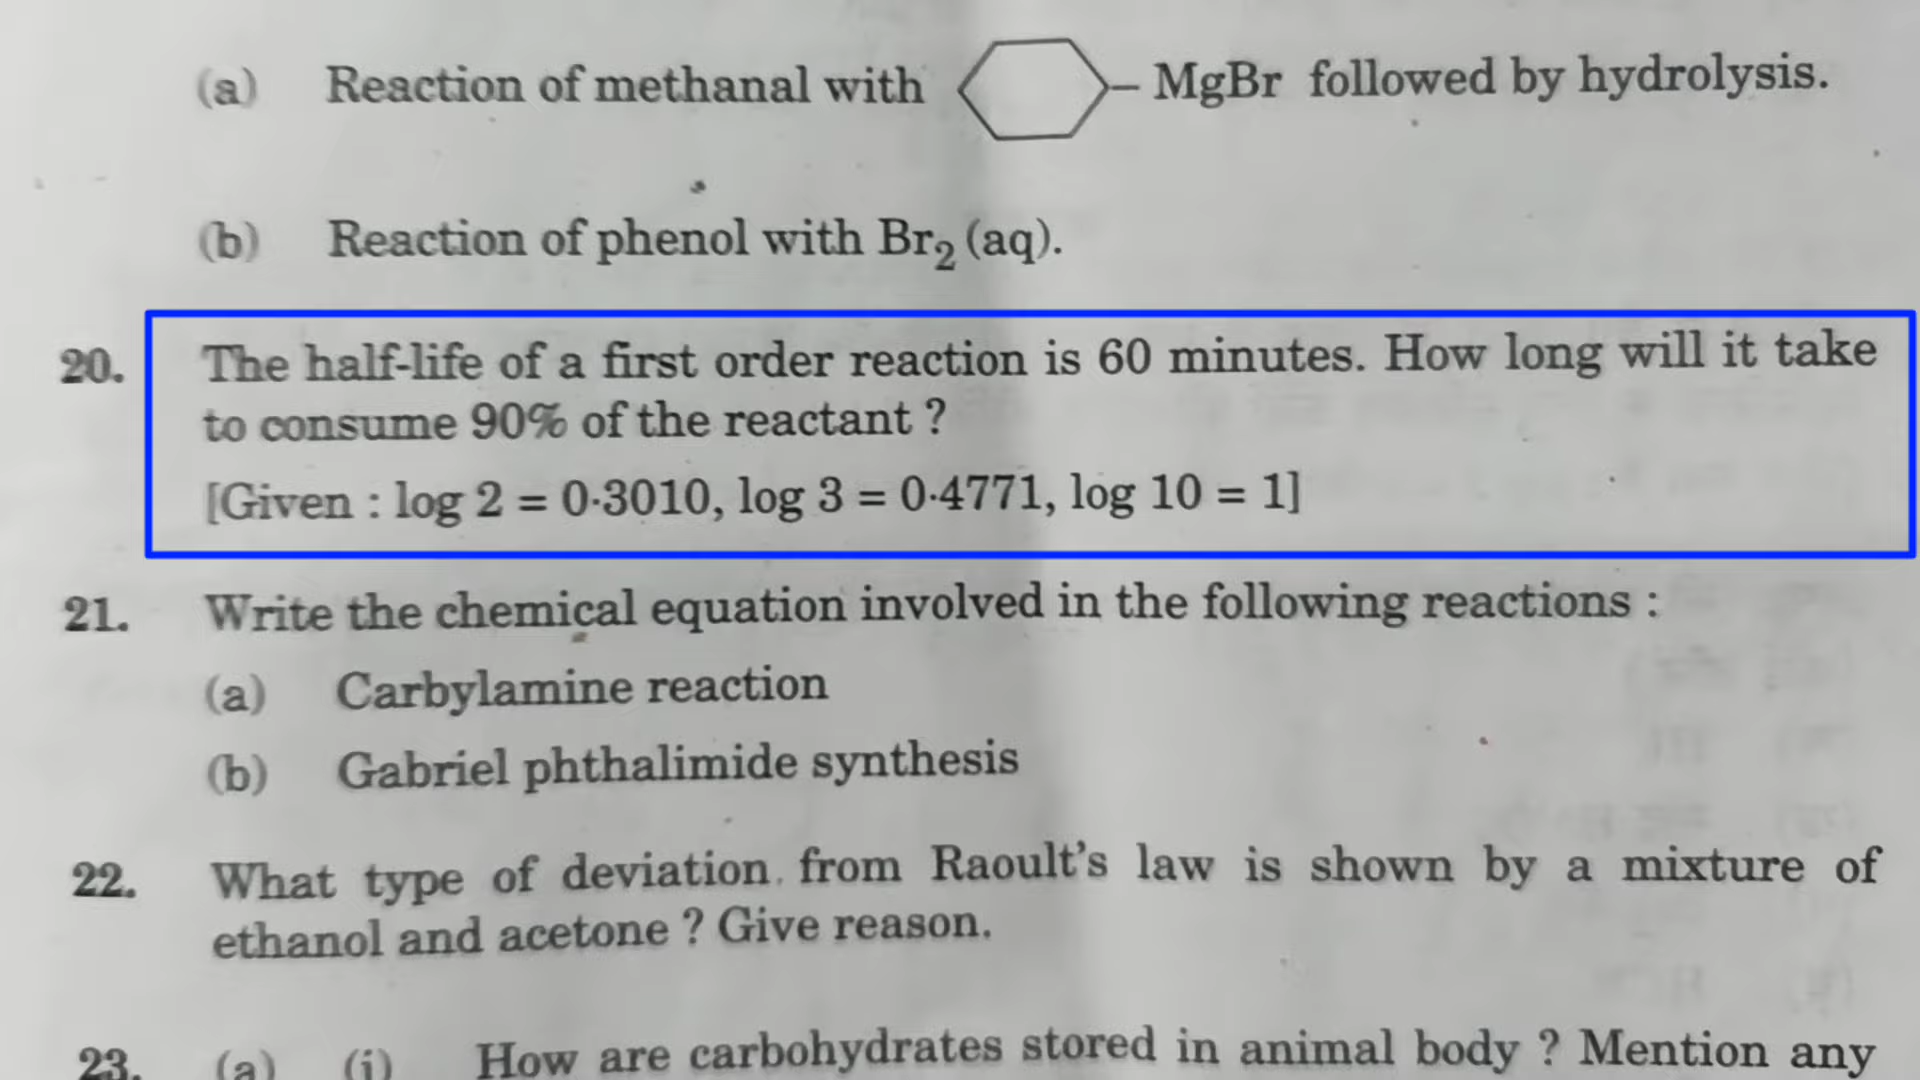 (a) Reaction of methanal with – MgBr followed by hydrolysis.
(b) Reaction of phenol with Br₂ (aq).
20. The half-life of a first order reaction is 60 minutes. How long will it take
to consume 90% of the reactant ?
[Given : log 2 = 0·3010, log 3 = 0·4771, log 10 = 1]
21. Write the chemical equation involved in the following reactions :
(a) Carbylamine reaction
(b) Gabriel phthalimide synthesis
22. What type of deviation from Raoult's law is shown by a mixture of
ethanol and acetone ? Give reason.
23. (a) (i) How are carbohydrates stored in animal body ? Mention any